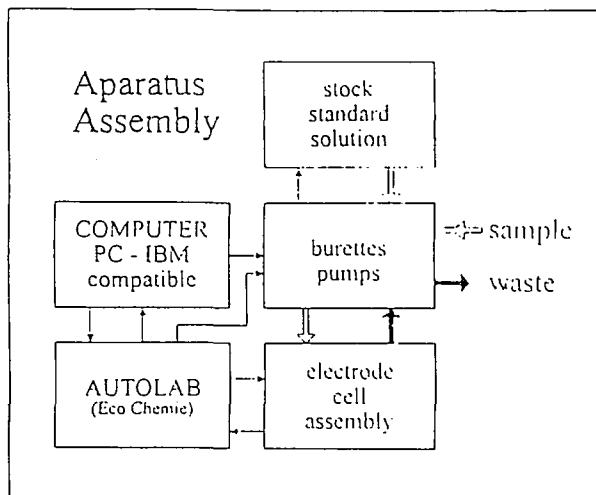 Aparatus
Assembly
stock
standard
solution
COMPUTER
PC - IBM
compatible
burettes
pumps
sample
waste
AUTOLAB
(Eco Chemie)
electrode
cell
assembly